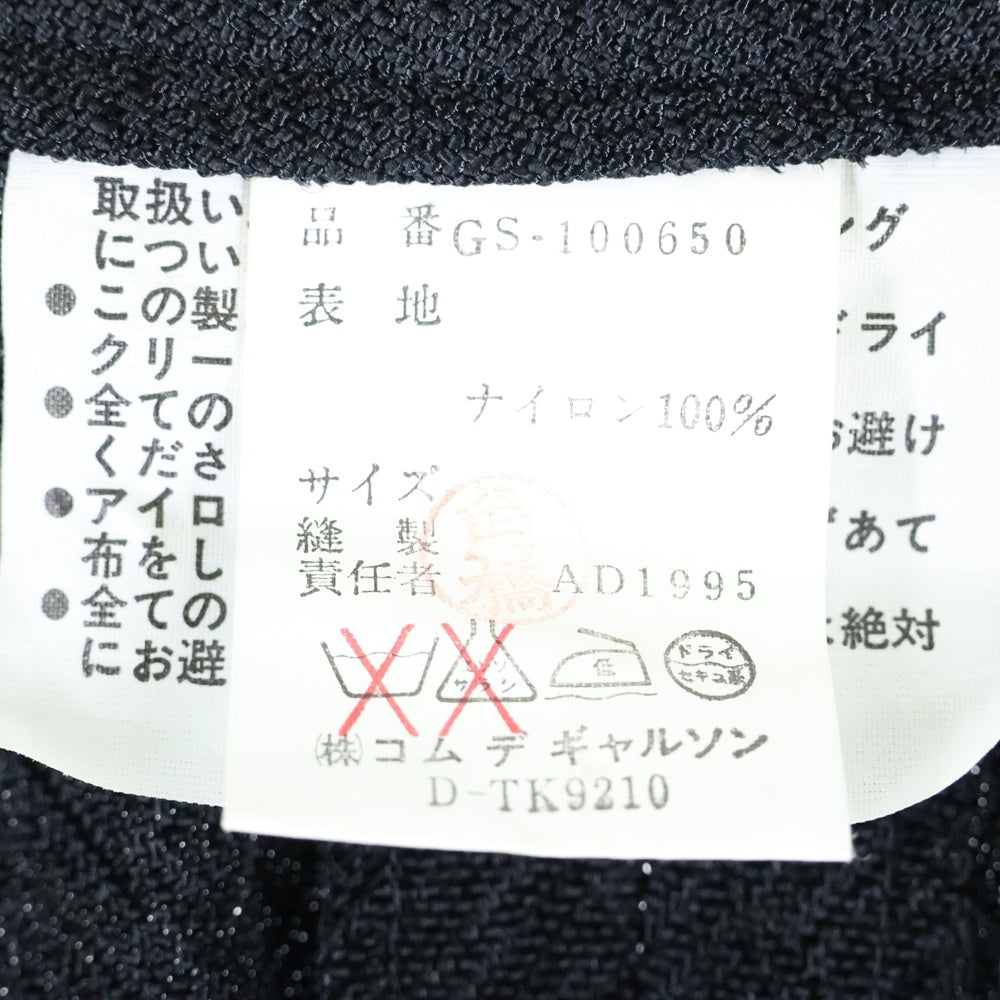 品 番 GS-100650
表 地
ナイロン100%
サイズ
縫 製
責任者 AD1995
低
ドライ
セキユ系
㈱コム デ ギャルソン
D-TK9210
取扱い
につい
●この製
クリー
●全ての
くださ
●アイロ
布をし
●全ての
にお避
ング
ドライ
お避け
あて
絶対